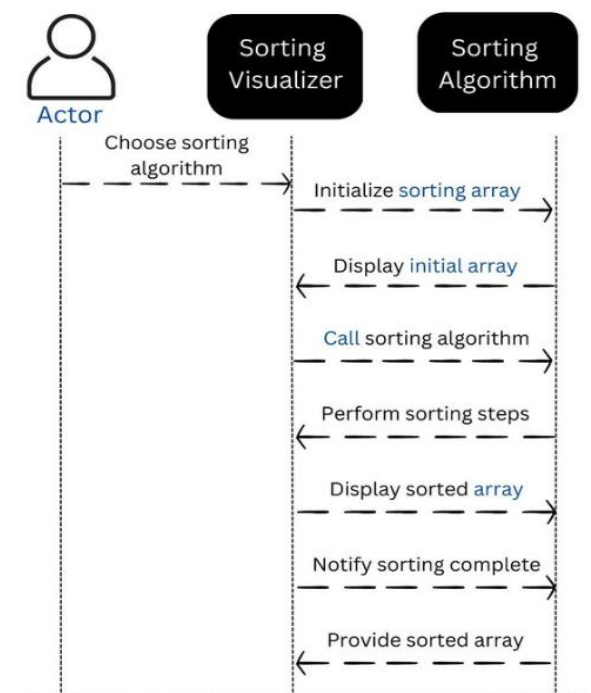 Sorting
Visualizer
Sorting
Algorithm
Actor
Choose sorting
algorithm
Initialize sorting array
Display initial array
Call sorting algorithm
Perform sorting steps
Display sorted array
Notify sorting complete
Provide sorted array